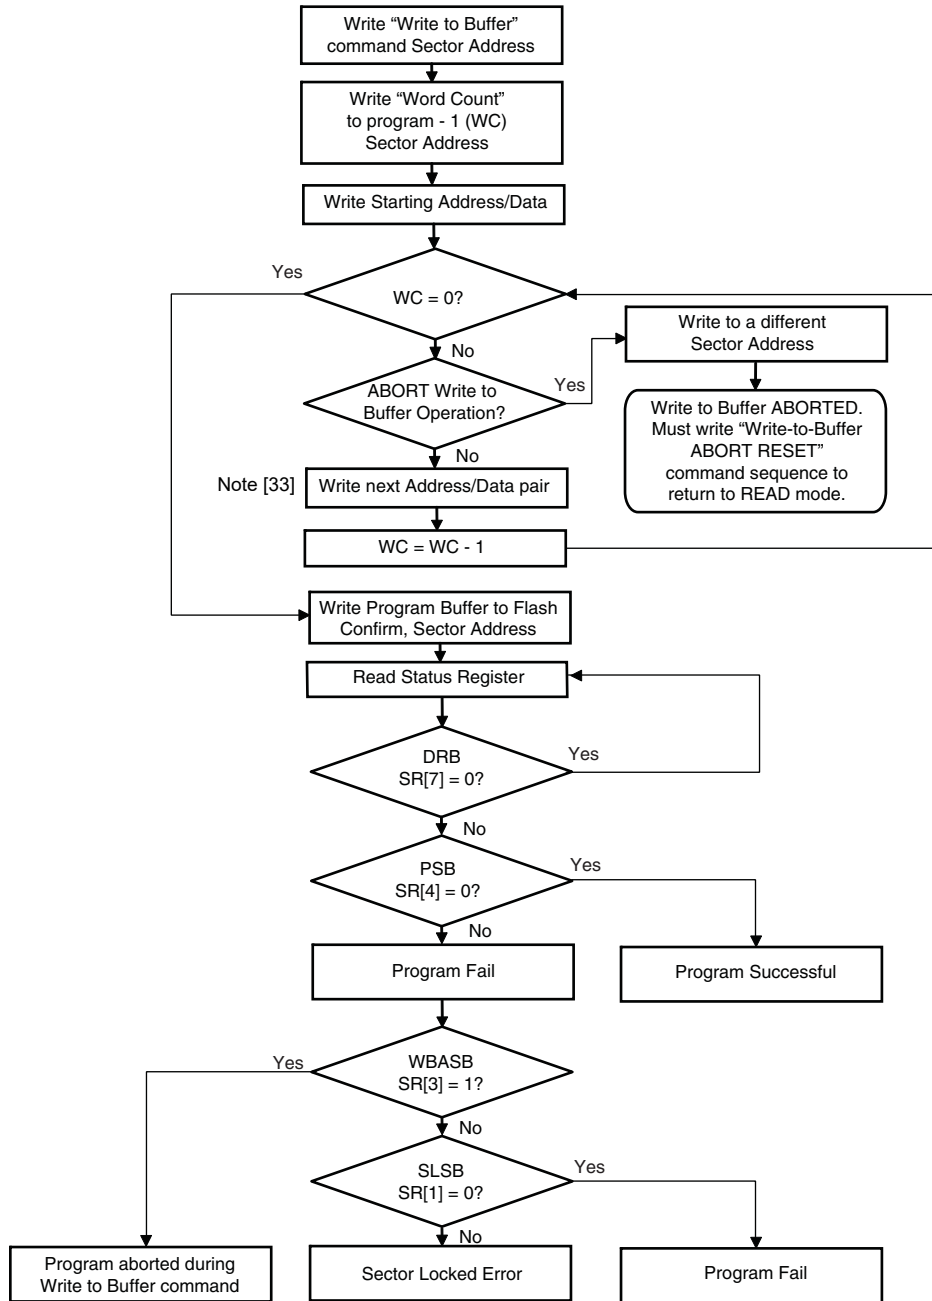 Write “Write to Buffer”
command Sector Address
Write “Word Count”
to program - 1 (WC)
Sector Address
Write Starting Address/Data
Yes
WC = 0?
No
Write to a different
Sector Address
ABORT Write to
Buffer Operation?
Yes
No
Write to Buffer ABORTED.
Must write “Write-to-Buffer
ABORT RESET”
command sequence to
return to READ mode.
Note [33]
Write next Address/Data pair
WC = WC - 1
Write Program Buffer to Flash
Confirm, Sector Address
Read Status Register
DRB
SR[7] = 0?
Yes
No
PSB
SR[4] = 0?
Yes
No
Program Fail
Program Successful
Yes
WBASB
SR[3] = 1?
No
SLSB
SR[1] = 0?
Yes
No
Program aborted during
Write to Buffer command
Sector Locked Error
Program Fail